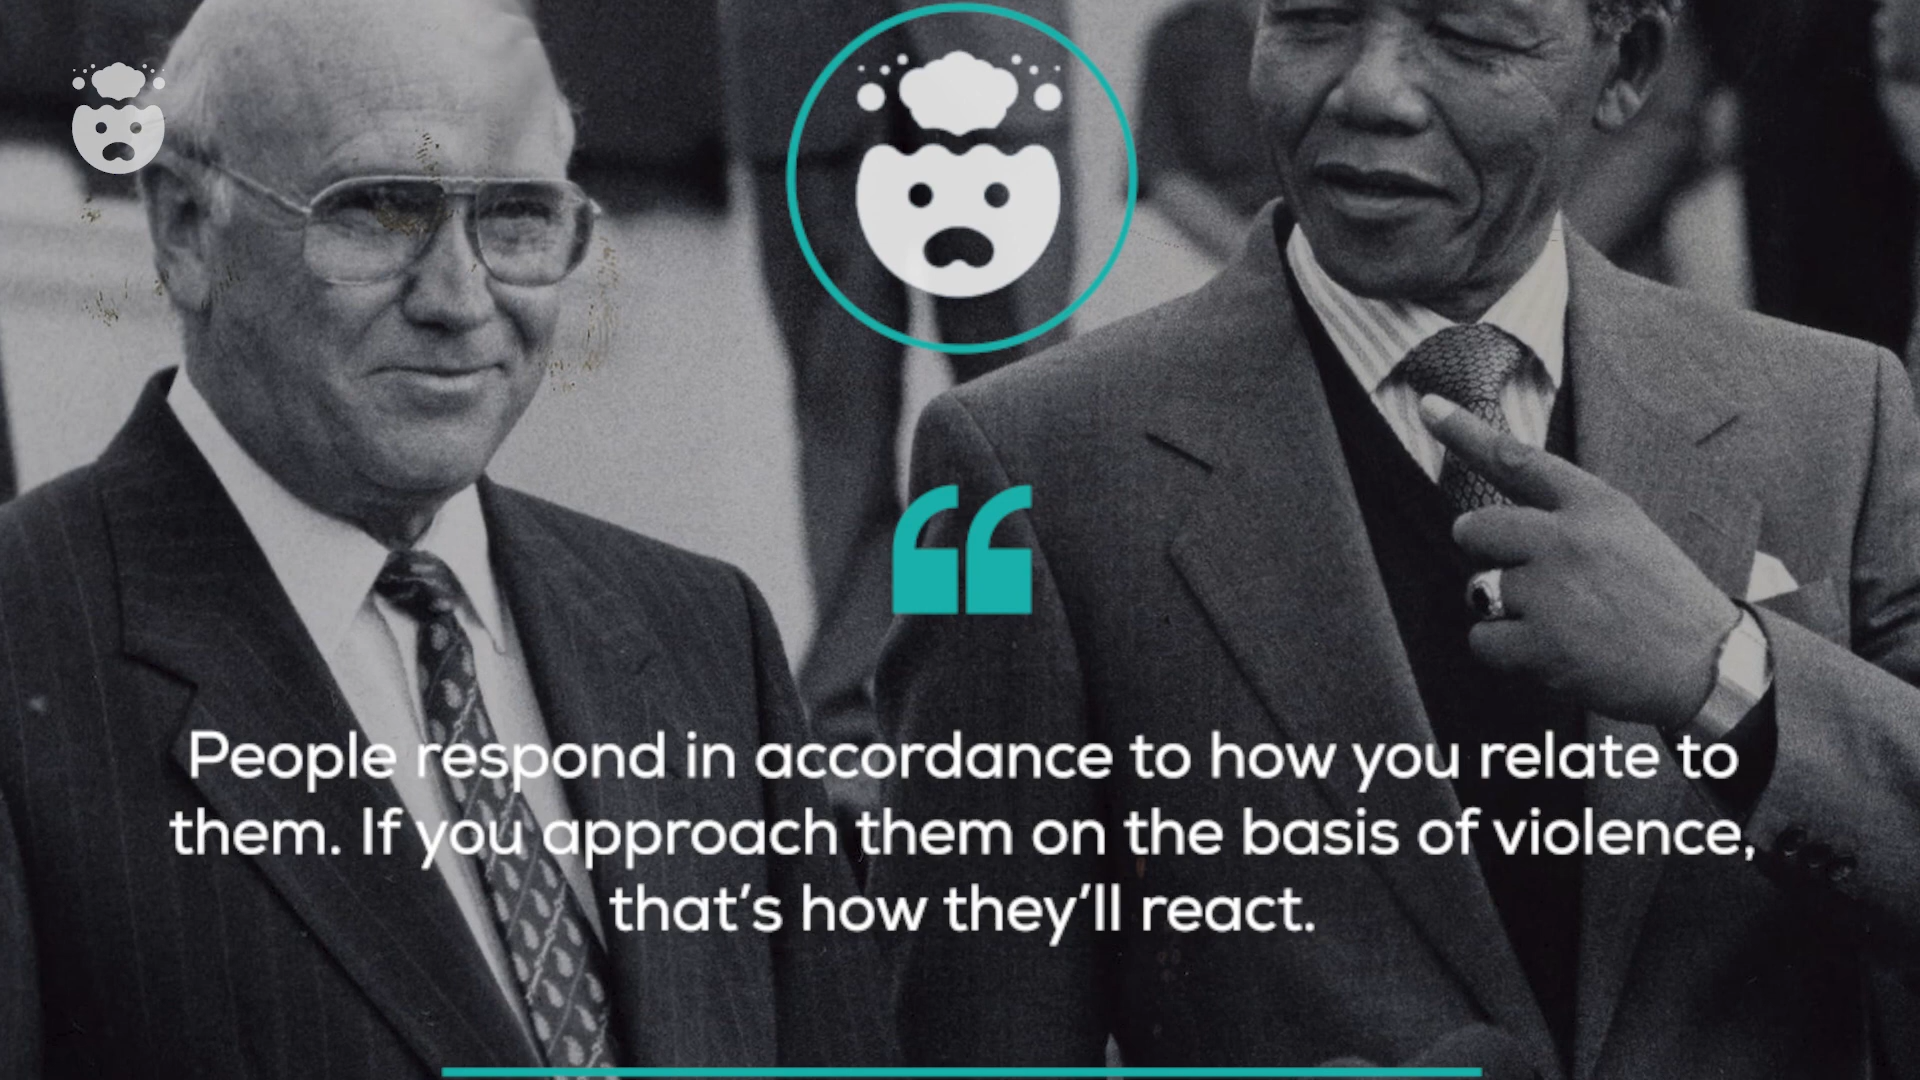 People respond in accordance to how you relate to
them. If you approach them on the basis of violence,
that’s how they’ll react.